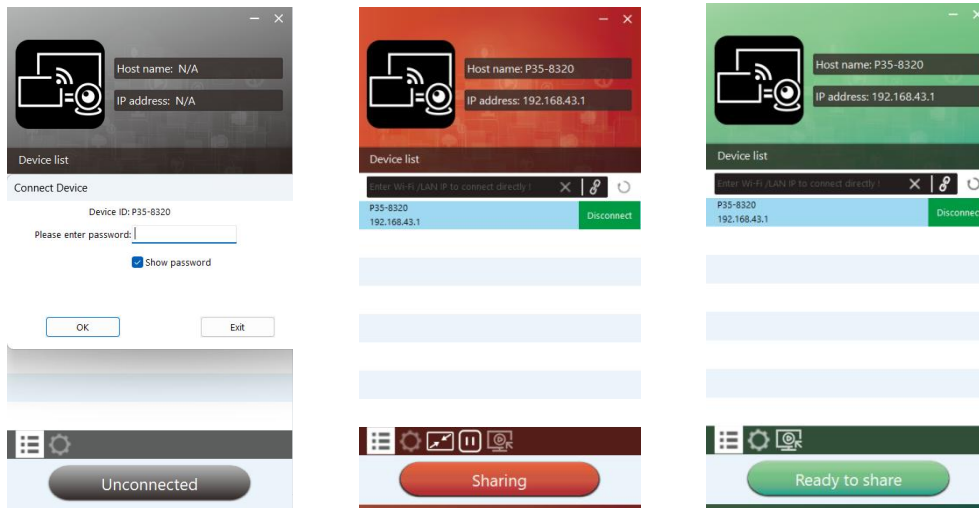 Host name: N/A
IP address: N/A
Device list
Connect Device
Device ID: P35-8320
Please enter password:
Show password
OK
Exit
Unconnected
Host name: P35-8320
IP address: 192.168.43.1
Device list
Enter Wi-Fi /LAN IP to connect directly !
P35-8320
192.168.43.1
Disconnect
Sharing
Host name: P35-8320
IP address: 192.168.43.1
Device list
Enter Wi-Fi /LAN IP to connect directly !
P35-8320
192.168.43.1
Disconnec
Ready to share